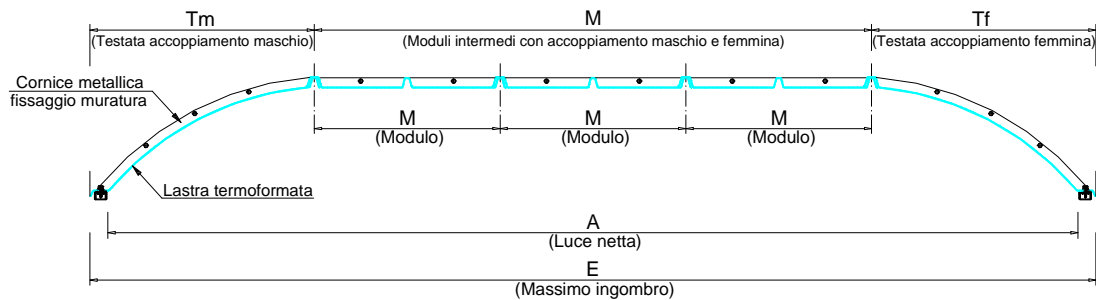 Tm
M
Tf
(Testata accoppiamento maschio)
(Moduli intermedi con accoppiamento maschio e femmina)
(Testata accoppiamento femmina)
Cornice metallica
fissaggio muratura
M
(Modulo)
M
(Modulo)
M
(Modulo)
Lastra termoformata
A
(Luce netta)
E
(Massimo ingombro)